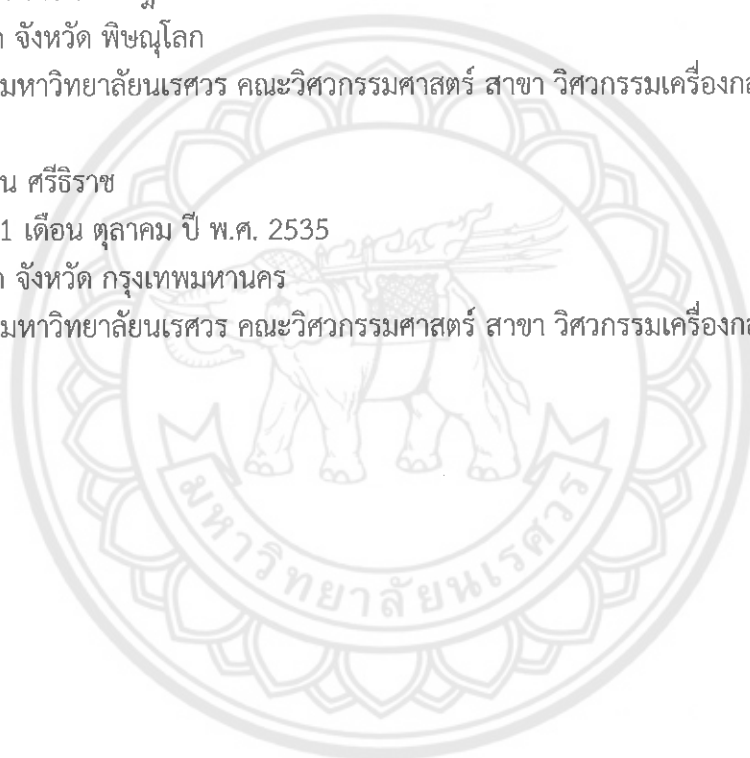 จังหวัด พิษณุโลก
มหาวิทยาลัยนเรศวร คณะวิศวกรรมศาสตร์ สาขา วิศวกรรมเครื่องกล
น ศรีธิราช
1 เดือน ตุลาคม ปี พ.ศ. 2535
จังหวัด กรุงเทพมหานคร
มหาวิทยาลัยนเรศวร คณะวิศวกรรมศาสตร์ สาขา วิศวกรรมเครื่องกล
มหาวิทยาลัยนเรศวร